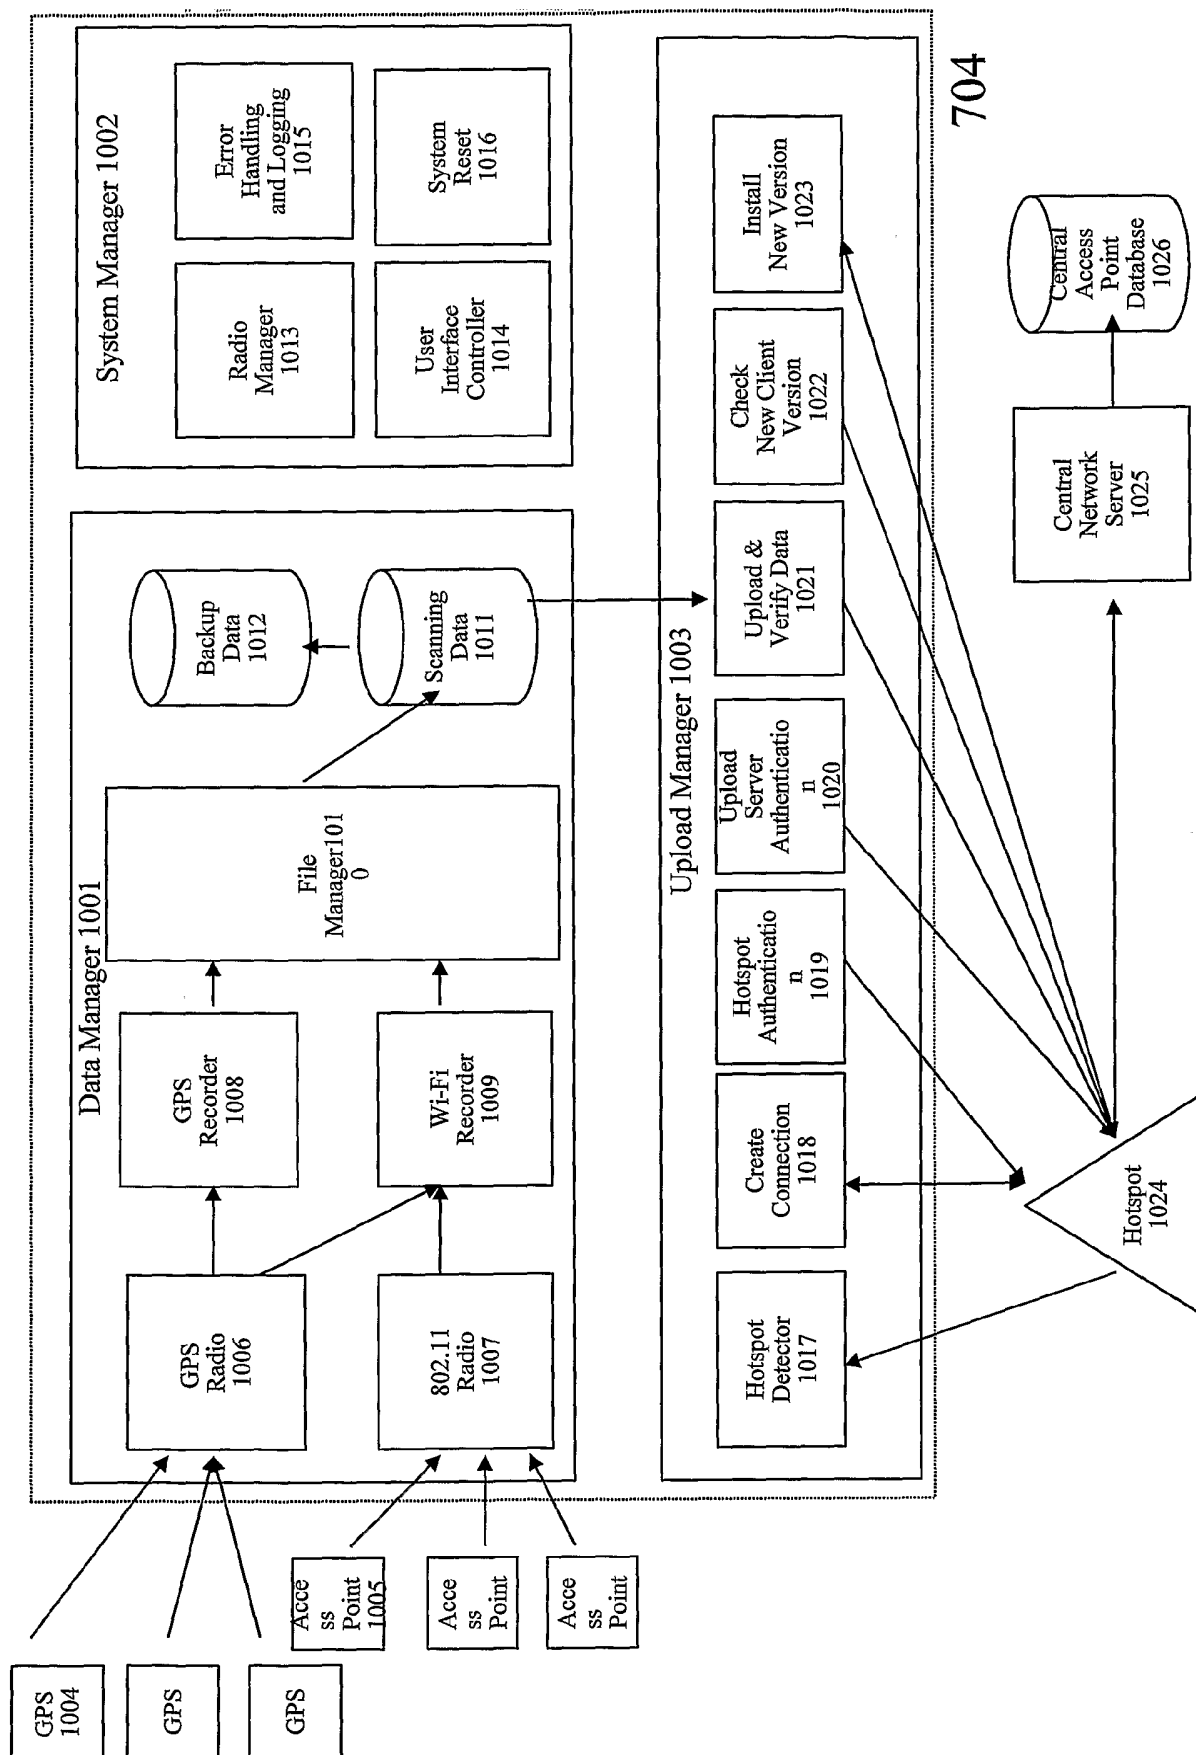 GPS
1004
GPS
GPS
Acce
ss
Point
1005
Acce
ss
Point
Acce
ss
Point
Data Manager 1001
GPS
Radio
1006
802.11
Radio
1007
GPS
Recorder
1008
Wi-Fi
Recorder
1009
File
Manager101
0
Backup
Data
1012
Scanning
Data
1011
System Manager 1002
Radio
Manager
1013
Error
Handling
and Logging
1015
User
Interface
Controller
1014
System
Reset
1016
Upload Manager 1003
Hotspot
Detector
1017
Create
Connection
1018
Hotspot
Authenticatio
n
1019
Upload
Server
Authenticatio
n
1020
Upload &
Verify Data
1021
Check
New Client
Version
1022
Install
New Version
1023
704
Hotspot
1024
Central
Network
Server
1025
Central
Access
Point
Database
1026